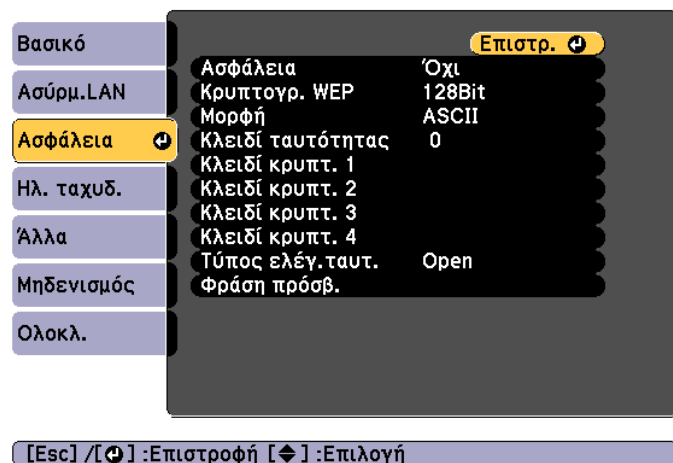 Βασικό
Ασύρμ.LAN
Ασφάλεια
Ηλ. ταχυδ.
Άλλα
Μηδενισμός
Ολοκλ.
Επιστρ.
Ασφάλεια Όχι
Κρυπτογρ. WEP 128Bit
Μορφή ASCII
Κλειδί ταυτότητας 0
Κλειδί κρυπτ. 1
Κλειδί κρυπτ. 2
Κλειδί κρυπτ. 3
Κλειδί κρυπτ. 4
Τύπος ελέγ.ταυτ. Open
Φράση πρόσβ.
[Esc] /[⏎] :Επιστροφή [◆] :Επιλογή